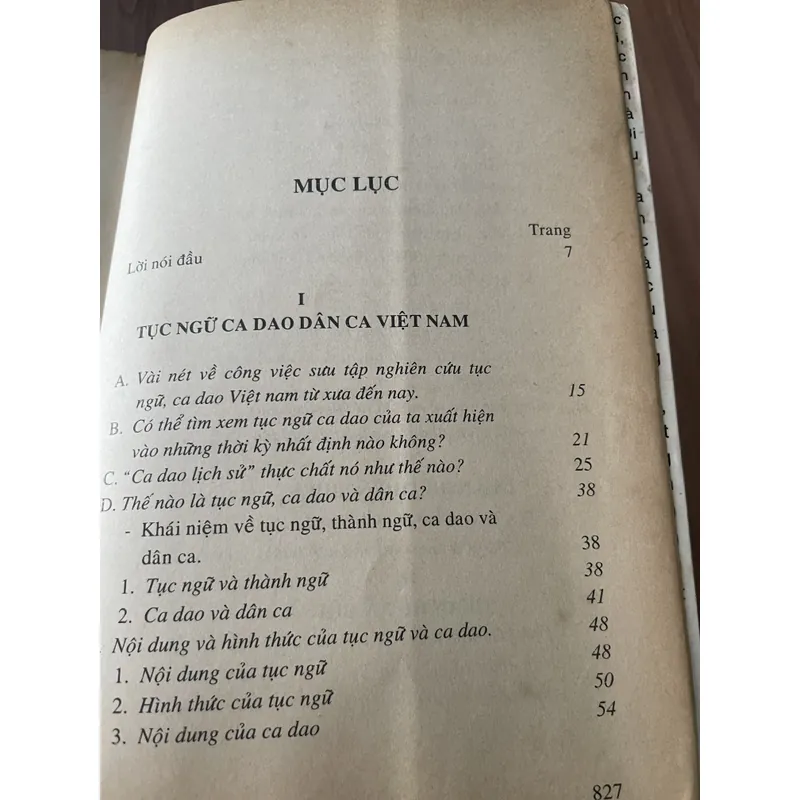 MỤC LỤC
Trang
Lời nói đầu 7
I
TỤC NGỮ CA DAO DÂN CA VIỆT NAM
A. Vài nét về công việc sưu tập nghiên cứu tục
ngữ, ca dao Việt nam từ xưa đến nay. 15
B. Có thể tìm xem tục ngữ ca dao của ta xuất hiện
vào những thời kỳ nhất định nào không? 21
C. “Ca dao lịch sử” thực chất nó như thế nào? 25
D. Thế nào là tục ngữ, ca dao và dân ca? 38
- Khái niệm về tục ngữ, thành ngữ, ca dao và
dân ca. 38
1. Tục ngữ và thành ngữ 38
2. Ca dao và dân ca 41
Nội dung và hình thức của tục ngữ và ca dao. 48
1. Nội dung của tục ngữ 48
2. Hình thức của tục ngữ 50
3. Nội dung của ca dao 54
827